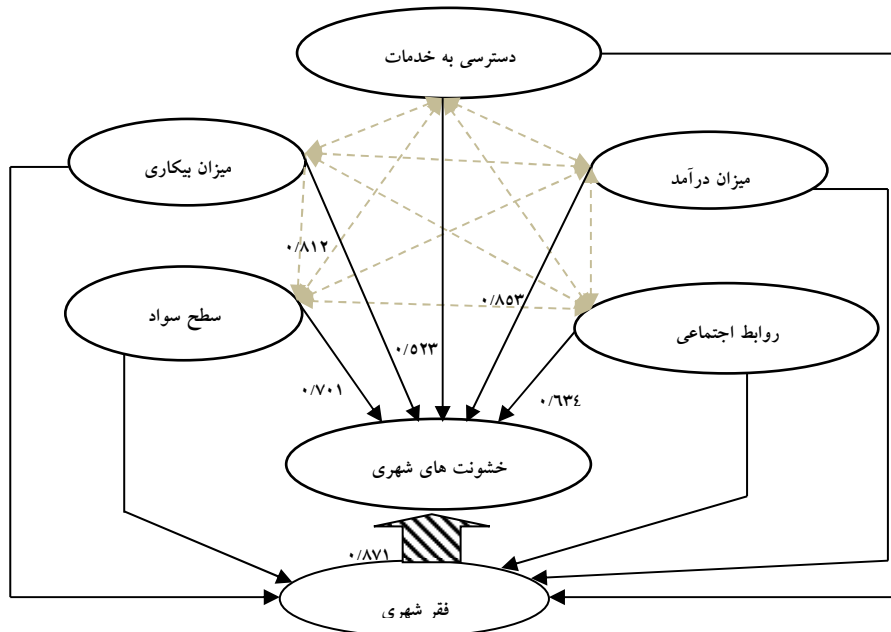 دسترسی به خدمات
میزان بیکاری
میزان درآمد
۰/۸۱۲
۰/۸۵۳
سطح سواد
روابط اجتماعی
۰/۵۲۳
۰/۷۰۱
۰/۶۳٤
خشونت های شهری
۰/۸۷۱
فقر شهری